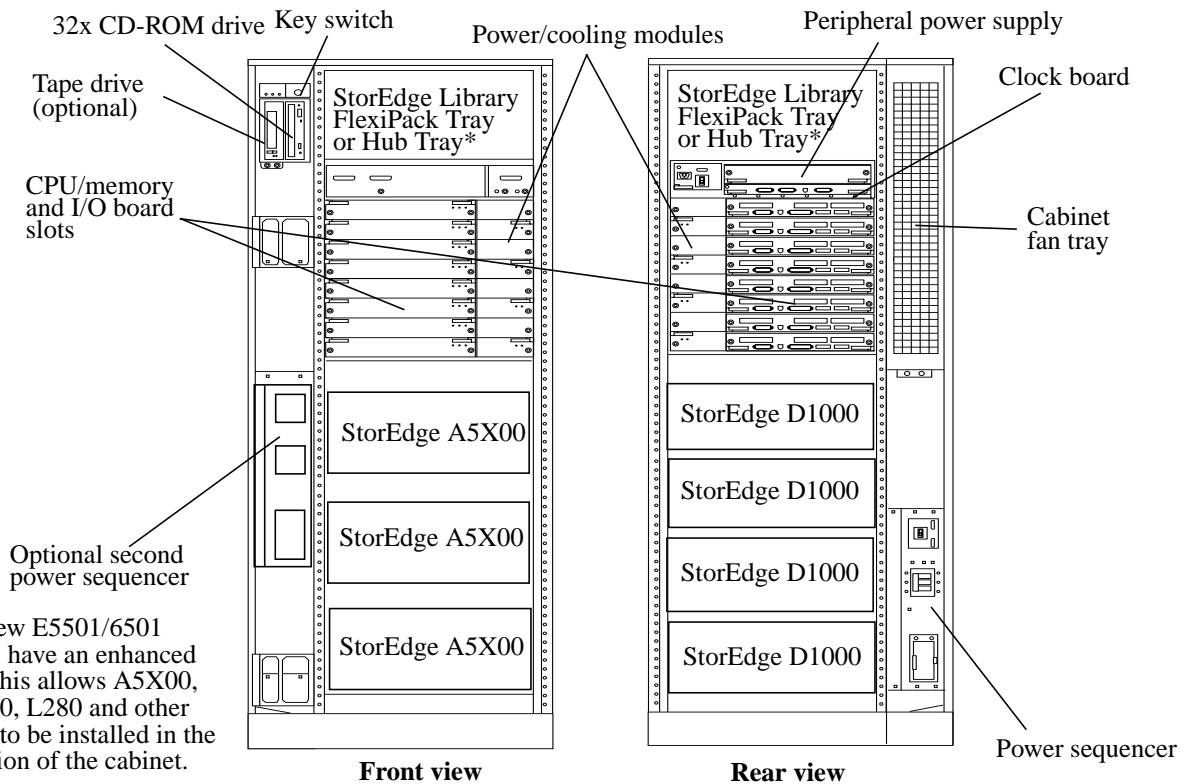 32x CD-ROM drive
Key switch
Power/cooling modules
Peripheral power supply
Clock board
Tape drive
(optional)
StorEdge Library
FlexiPack Tray
or Hub Tray*
StorEdge Library
FlexiPack Tray
or Hub Tray*
CPU/memory
and I/O board
slots
Cabinet
fan tray
StorEdge A5X00
StorEdge A5X00
StorEdge A5X00
StorEdge D1000
StorEdge D1000
StorEdge D1000
StorEdge D1000
Optional second
power sequencer
E5501/6501
have an enhanced
his allows A5X00,
0, L280 and other
to be installed in the
ion of the cabinet.
Power sequencer
Front view
Rear view